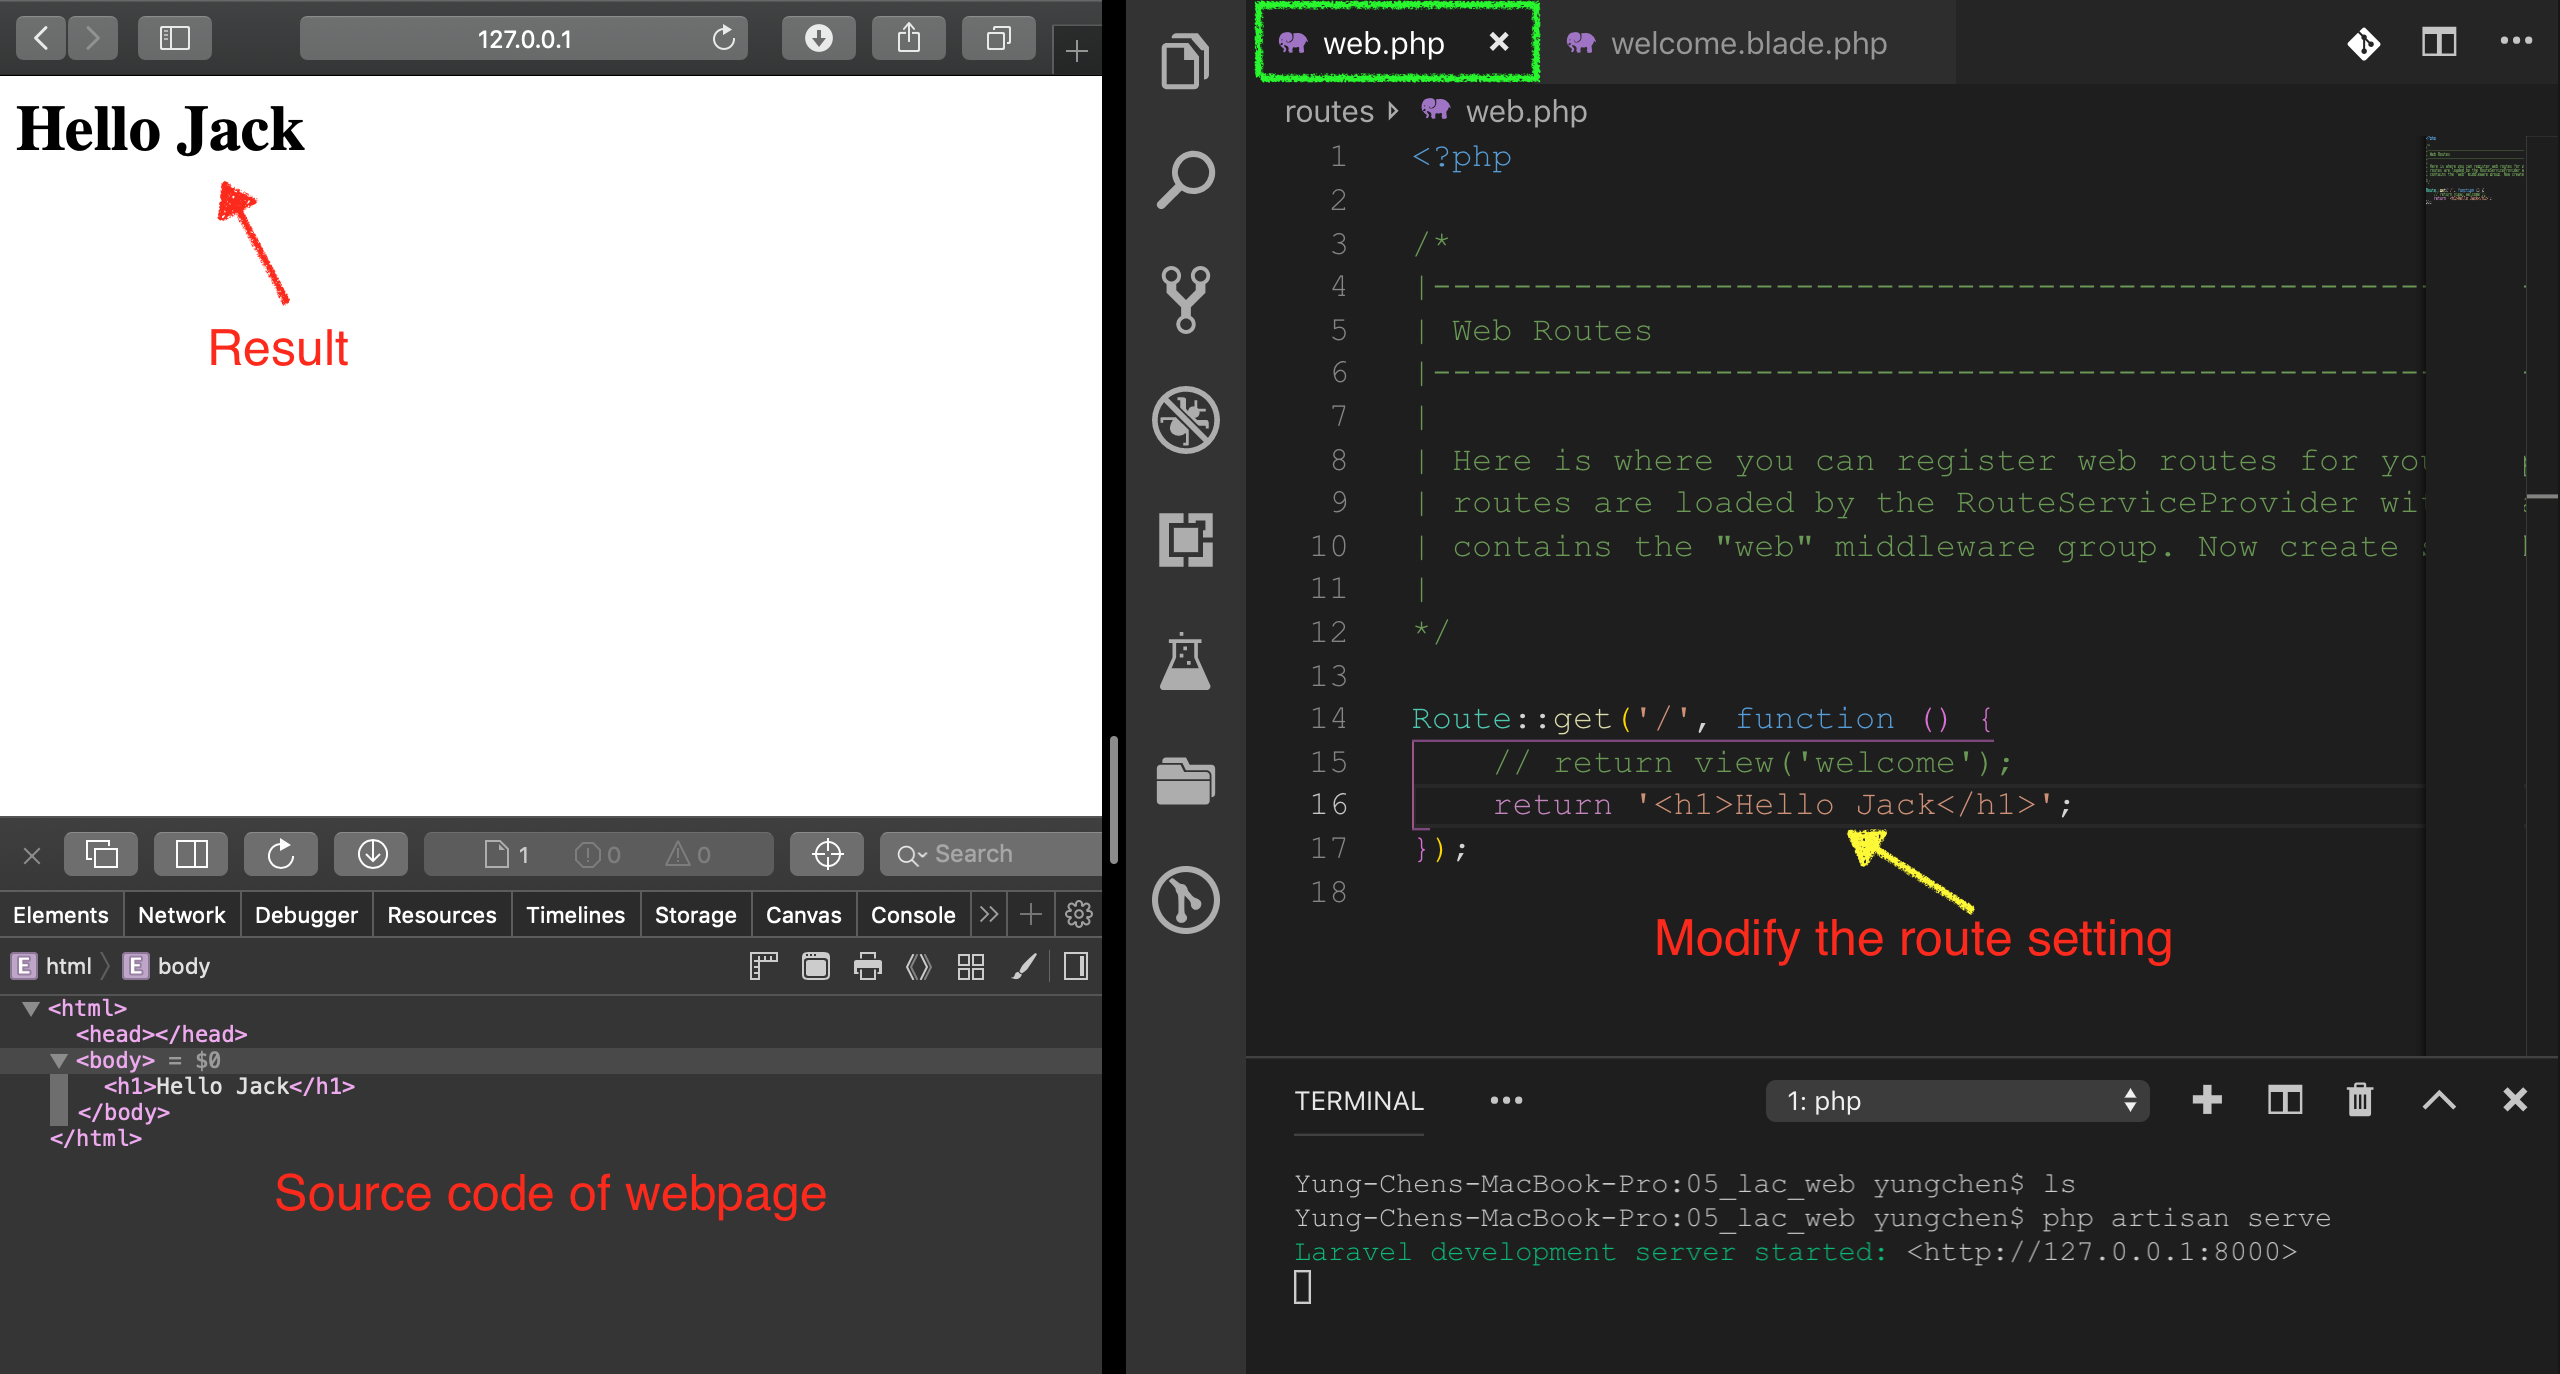 127.0.0.1
Hello Jack
Result
1 0 0 Search
Elements Network Debugger Resources Timelines Storage Canvas Console
E html E body
<html>
<head></head>
<body> = $0
<h1>Hello Jack</h1>
</body>
</html>
Source code of webpage
web.php welcome.blade.php
routes web.php
1 <?php
2
3 /*
4 |-------------------------------------------------
5 | Web Routes
6 |-------------------------------------------------
7 |
8 | Here is where you can register web routes for
9 | routes are loaded by the RouteServiceProvider
10 | contains the "web" middleware group. Now create
11 |
12 */
13
14 Route::get('/', function () {
15 // return view('welcome');
16 return '<h1>Hello Jack</h1>';
17 });
18
Modify the route setting
TERMINAL 1: php
Yung-Chens-MacBook-Pro:05_lac_web yungchen$ ls
Yung-Chens-MacBook-Pro:05_lac_web yungchen$ php artisan serve
Laravel development server started: <http://127.0.0.1:8000>